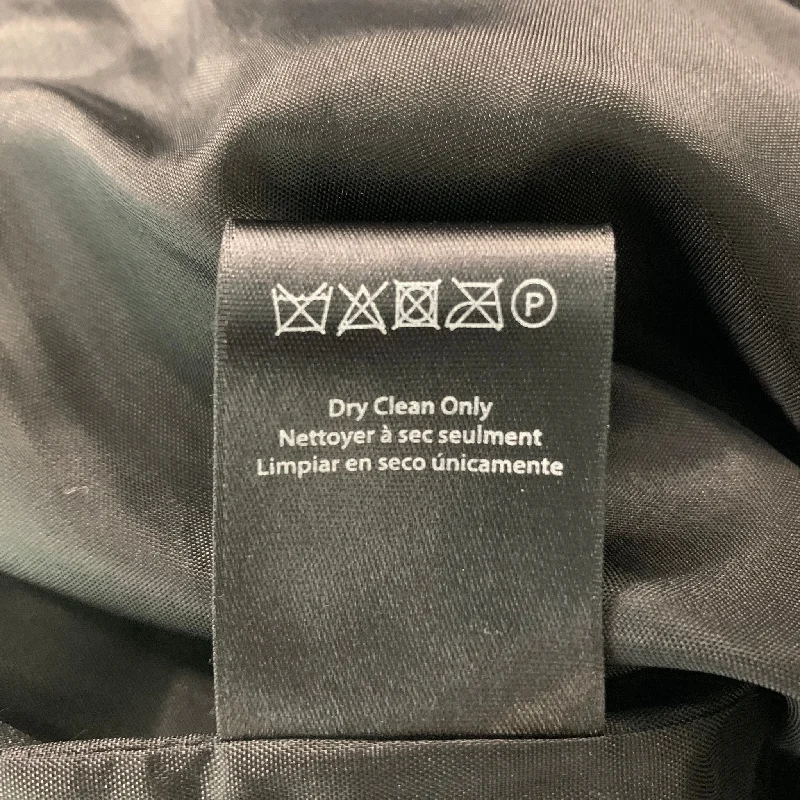 P
Dry Clean Only
Nettoyer à sec seulment
Limpiar en seco únicamente